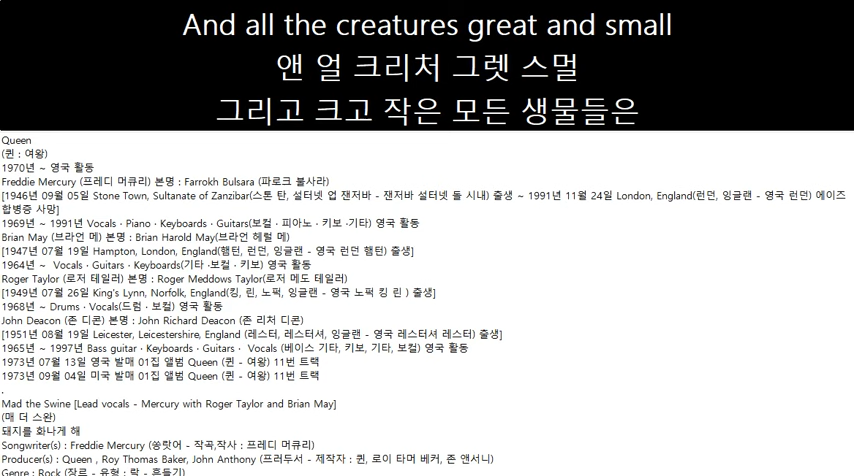 And all the creatures great and small
앤 얼 크리처 그렛 스멀
그리고 크고 작은 모든 생물들은
Queen
(퀸 : 여왕)
1970년 ~ 영국 활동
Freddie Mercury (프레디 머큐리) 본명 : Farrokh Bulsara (파로크 불사라)
[1946년 09월 05일 Stone Town, Sultanate of Zanzibar(스톤 탄, 설터넷 업 잰저바 - 잔저바 설터넷 돌 시내) 출생 ~ 1991년 11월 24일 London, England(런던, 잉글랜 - 영국 런던) 에이즈
합병증 사망]
1969년 ~ 1991년 Vocals · Piano · Keyboards · Guitars(보컬 · 피아노 · 키보 ·기타) 영국 활동
Brian May (브라언 메) 본명 : Brian Harold May(브라언 헤럴 메)
[1947년 07월 19일 Hampton, London, England(햄턴, 런던, 잉글랜 - 영국 런던 햄턴) 출생]
1964년 ~  Vocals · Guitars · Keyboards(기타 ·보컬 · 키보) 영국 활동
Roger Taylor (로저 테일러) 본명 : Roger Meddows Taylor(로저 메도 테일러)
[1949년 07월 26일 King's Lynn, Norfolk, England(킹, 린, 노퍽, 잉글랜 - 영국 노퍽 킹 린 ) 출생]
1968년 ~ Drums · Vocals(드럼 · 보컬) 영국 활동
John Deacon (존 디콘) 본명 : John Richard Deacon (존 리처 디콘)
[1951년 08월 19일 Leicester, Leicestershire, England (레스터, 레스터셔, 잉글랜 - 영국 레스터셔 레스터) 출생]
1965년 ~ 1997년 Bass guitar · Keyboards · Guitars ·  Vocals (베이스 기타, 키보, 기타, 보컬) 영국 활동
1973년 07월 13일 영국 발매 01집 앨범 Queen (퀸 - 여왕) 11번 트랙
1973년 09월 04일 미국 발매 01집 앨범 Queen (퀸 - 여왕) 11번 트랙
.
Mad the Swine [Lead vocals - Mercury with Roger Taylor and Brian May]
(매 더 스완)
돼지를 화나게 해
Songwriter(s) : Freddie Mercury (쏭랏어 - 작곡,작사 : 프레디 머큐리)
Producer(s) : Queen , Roy Thomas Baker, John Anthony (프러두서 - 제작자 : 퀸, 로이 타머 베커, 존 앤서니)
Genre : Rock (장르 - 유형 : 락 - 흔들기)